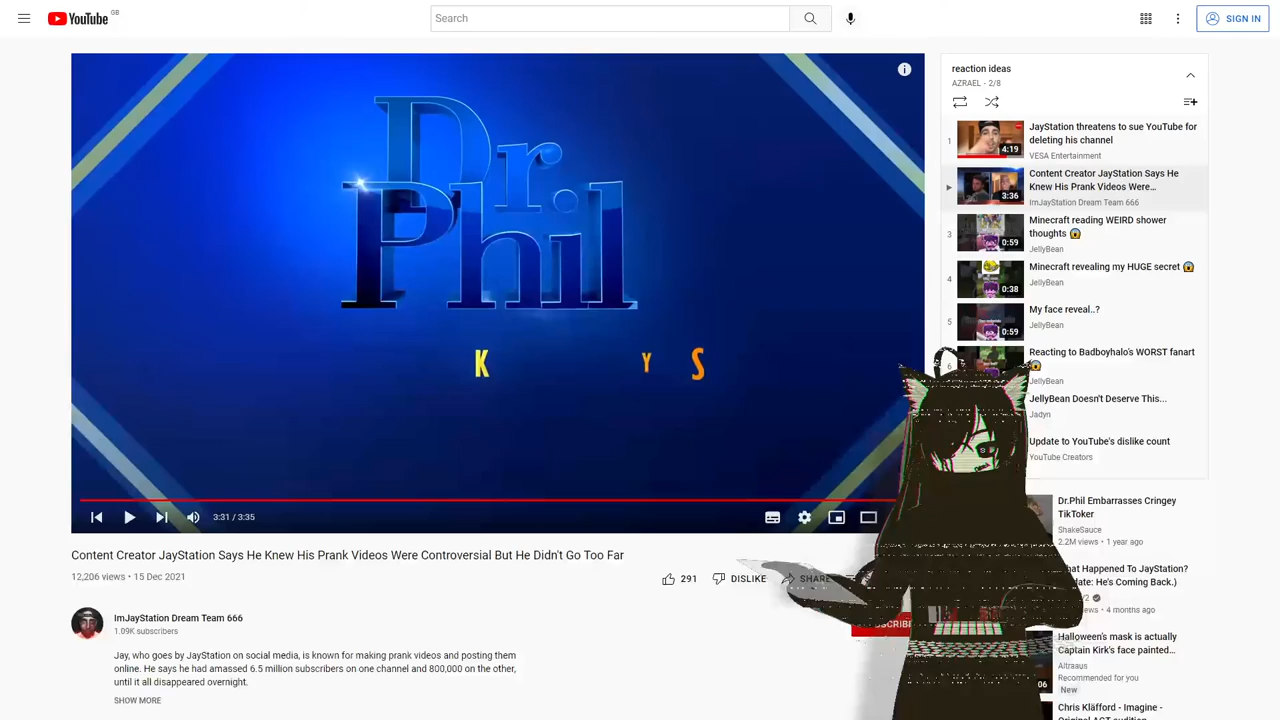 YouTube GB
Search
SIGN IN
Dr.
Phil
K Y S
3:31 / 3:35
Content Creator JayStation Says He Knew His Prank Videos Were Controversial But He Didn't Go Too Far
12,206 views • 15 Dec 2021
291
DISLIKE
SHARE
ImJayStation Dream Team 666
1.09K subscribers
Jay, who goes by JayStation on social media, is known for making prank videos and posting them
online. He says he had amassed 6.5 million subscribers on one channel and 800,000 on the other,
until it all disappeared overnight.
SHOW MORE
reaction ideas
AZRAEL - 2/8
1
4:19
JayStation threatens to sue YouTube for
deleting his channel
VESA Entertainment
3:36
Content Creator JayStation Says He
Knew His Prank Videos Were…
ImJayStation Dream Team 666
3
0:59
Minecraft reading WEIRD shower
thoughts 😱
JellyBean
4
0:38
Minecraft revealing my HUGE secret 😱
JellyBean
5
0:59
My face reveal..?
JellyBean
6
Reacting to Badboyhalo's WORST fanart
😱
JellyBean
JellyBean Doesn't Deserve This...
Jadyn
Update to YouTube's dislike count
YouTube Creators
Dr.Phil Embarrasses Cringey
TikToker
ShakeSauce
2.2M views • 1 year ago
What Happened To JayStation?
He's Coming Back.)
4 months ago
Halloween's mask is actually
Captain Kirk's face painted…
Altraaus
Recommended for you
New
Chris Kläfford - Imagine -